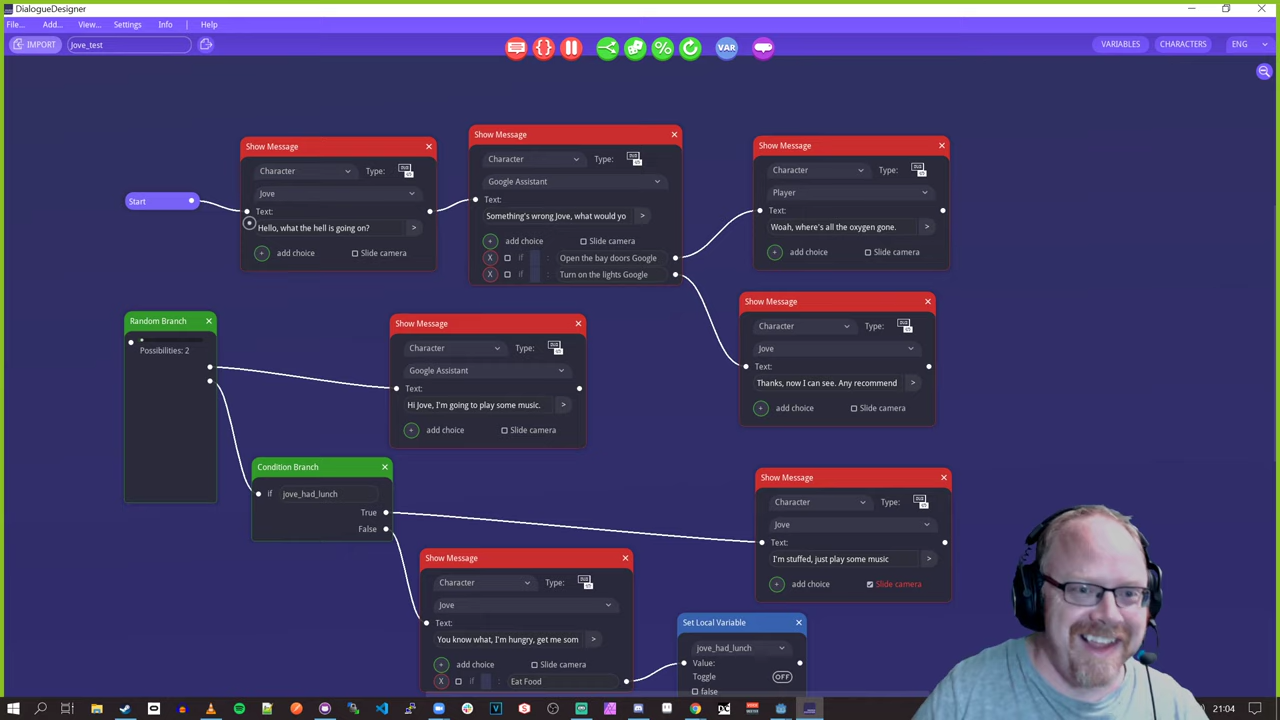 DialogueDesigner
File... Add... View... Settings Info Help
IMPORT Jove_test VAR VARIABLES CHARACTERS ENG
Start
Show Message
Character Type:
Jove
Text:
Hello, what the hell is going on? >
add choice Slide camera
Show Message
Character Type:
Google Assistant
Text:
Something's wrong Jove, what would yo >
add choice Slide camera
X if : Open the bay doors Google
X if : Turn on the lights Google
Show Message
Character Type:
Player
Text:
Woah, where's all the oxygen gone. >
add choice Slide camera
Show Message
Character Type:
Jove
Text:
Thanks, now I can see. Any recommend >
add choice Slide camera
Random Branch
Possibilities: 2
Show Message
Character Type:
Google Assistant
Text:
Hi Jove, I'm going to play some music. >
add choice Slide camera
Condition Branch
if jove_had_lunch
True
False
Show Message
Character Type:
Jove
Text:
I'm stuffed, just play some music >
add choice Slide camera
Show Message
Character Type:
Jove
Text:
You know what, I'm hungry, get me som >
add choice Slide camera
X if : Eat Food
Set Local Variable
jove_had_lunch
Value:
Toggle OFF
false
21:04